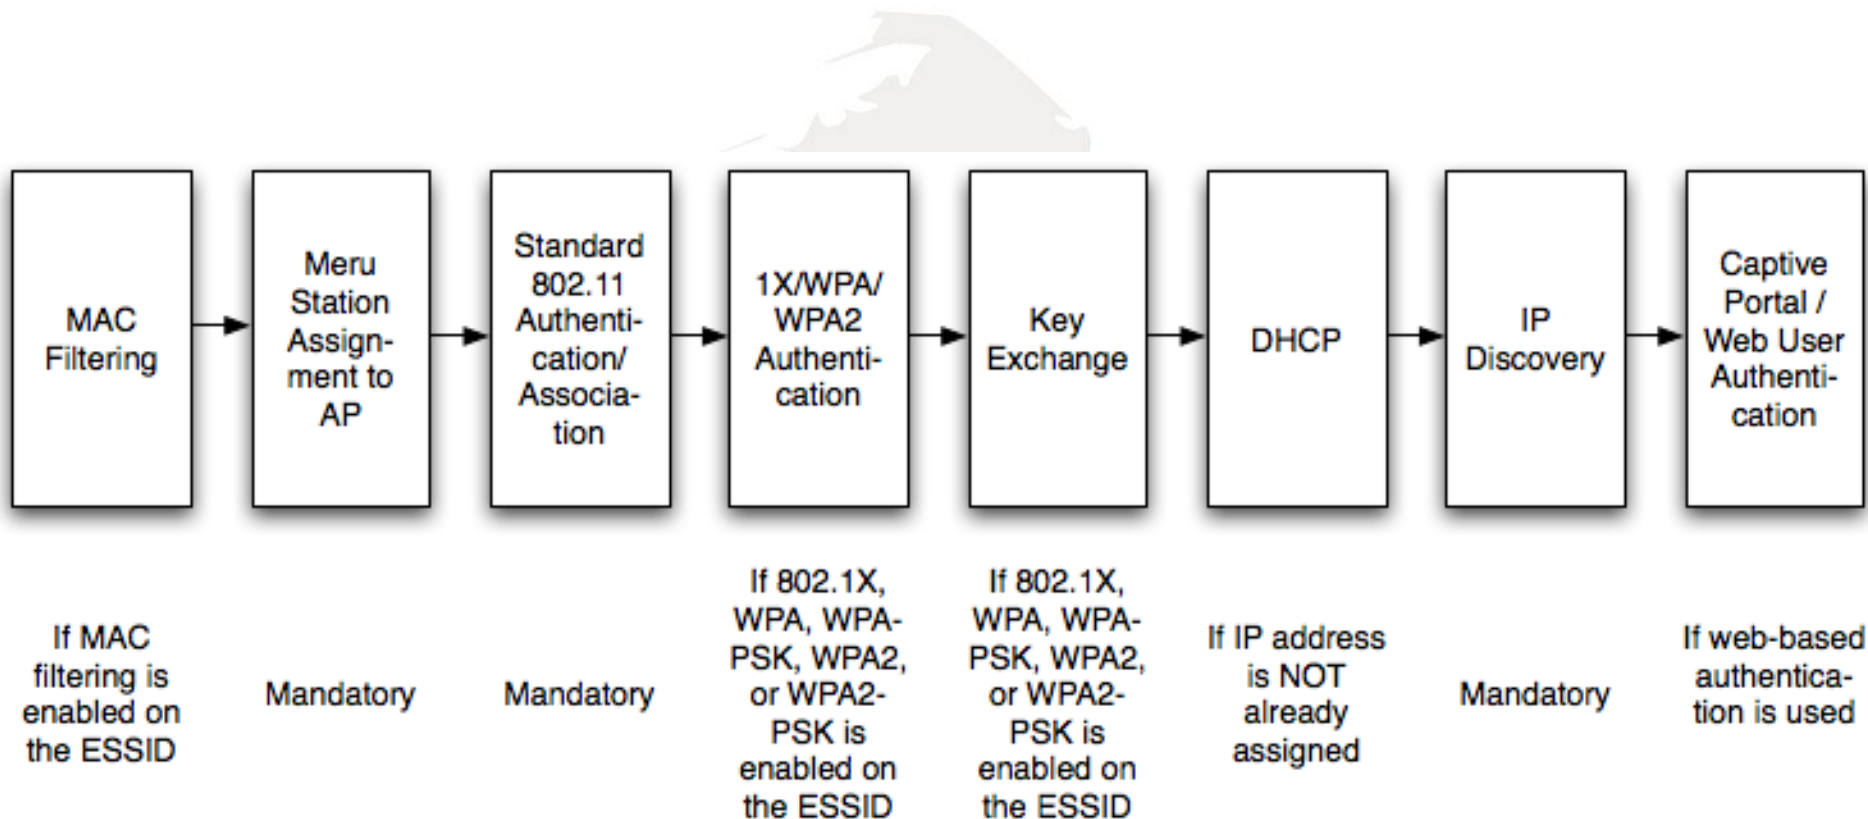 MAC
Filtering
Meru
Station
Assign-
ment to
AP
Standard
802.11
Authenti-
cation/
Associa-
tion
1X/WPA/
WPA2
Authenti-
cation
Key
Exchange
DHCP
IP
Discovery
Captive
Portal /
Web User
Authenti-
cation
If MAC
filtering is
enabled on
the ESSID
Mandatory
Mandatory
If 802.1X,
WPA, WPA-
PSK, WPA2,
or WPA2-
PSK is
enabled on
the ESSID
If 802.1X,
WPA, WPA-
PSK, WPA2,
or WPA2-
PSK is
enabled on
the ESSID
If IP address
is NOT
already
assigned
Mandatory
If web-based
authentica-
tion is used